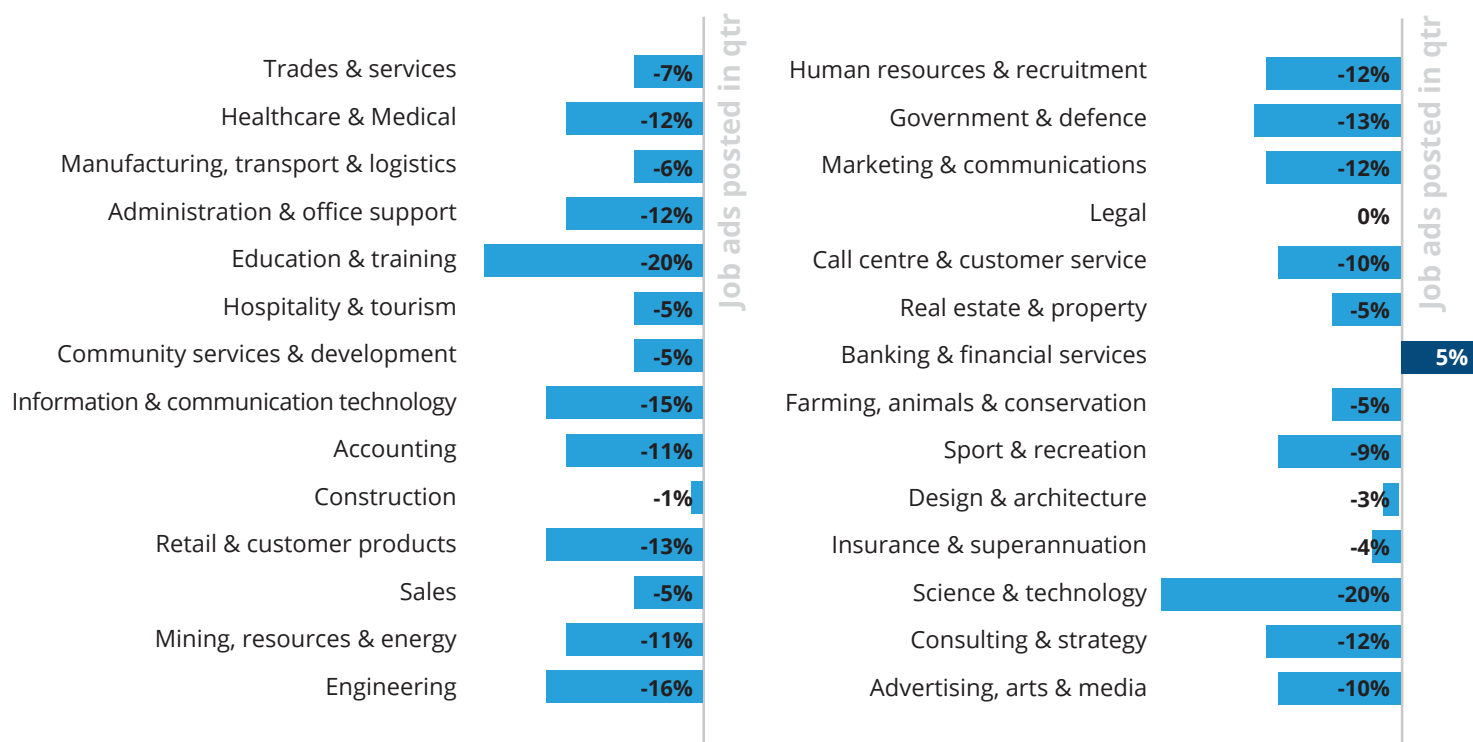 Job ads posted in qtr
Trades & services -7%
Healthcare & Medical -12%
Manufacturing, transport & logistics -6%
Administration & office support -12%
Education & training -20%
Hospitality & tourism -5%
Community services & development -5%
Information & communication technology -15%
Accounting -11%
Construction -1%
Retail & customer products -13%
Sales -5%
Mining, resources & energy -11%
Engineering -16%
Job ads posted in qtr
Human resources & recruitment -12%
Government & defence -13%
Marketing & communications -12%
Legal 0%
Call centre & customer service -10%
Real estate & property -5%
Banking & financial services 5%
Farming, animals & conservation -5%
Sport & recreation -9%
Design & architecture -3%
Insurance & superannuation -4%
Science & technology -20%
Consulting & strategy -12%
Advertising, arts & media -10%